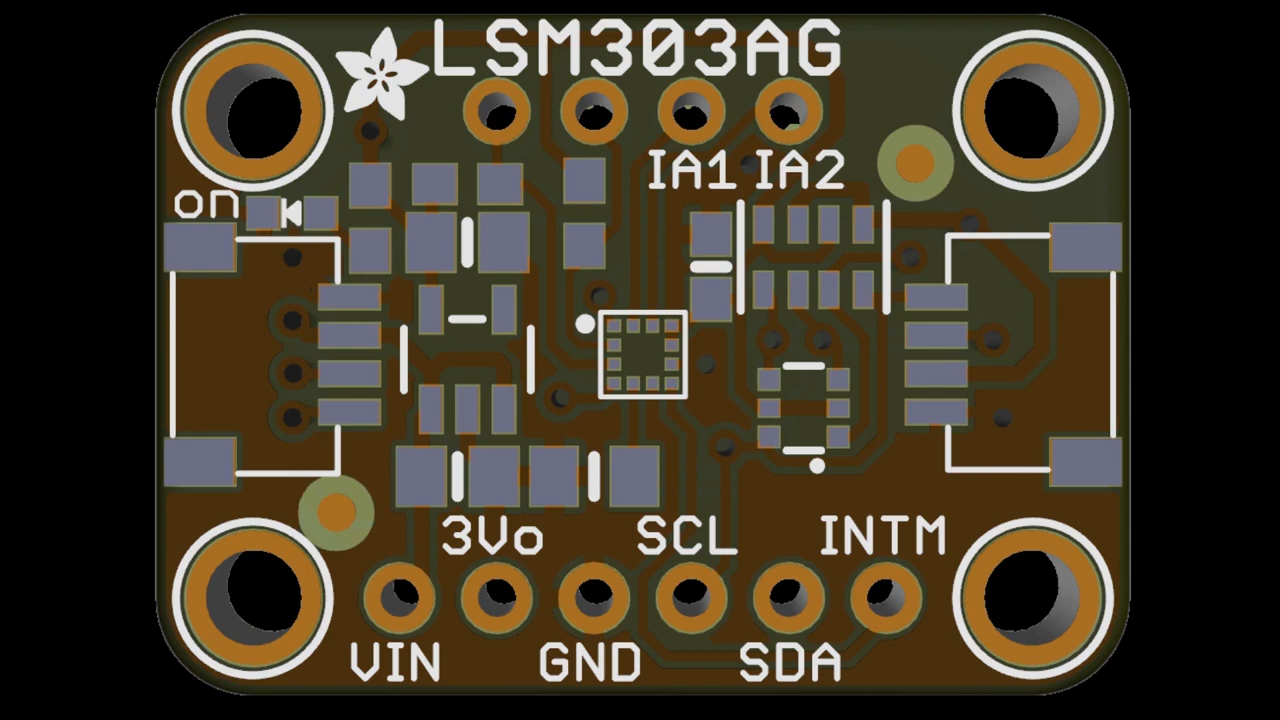 LSM303AG
IA1 IA2
on
3Vo SCL INTM
VIN GND SDA